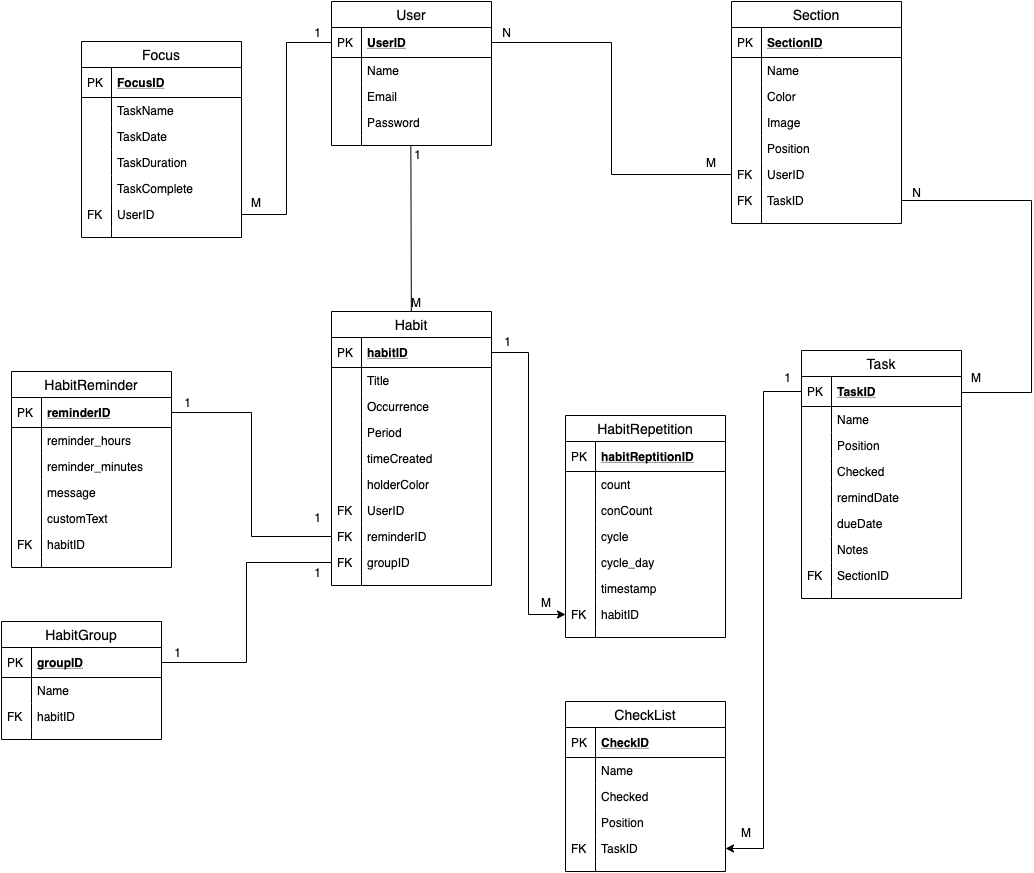 User
PK UserID
Name
Email
Password
1
N
1
Section
PK SectionID
Name
Color
Image
Position
FK UserID
FK TaskID
M
N
Focus
PK FocusID
TaskName
TaskDate
TaskDuration
TaskComplete
FK UserID
M
M
Habit
PK habitID
Title
Occurrence
Period
timeCreated
holderColor
FK UserID
FK reminderID
FK groupID
1
1
1
HabitReminder
PK reminderID
reminder_hours
reminder_minutes
message
customText
FK habitID
1
HabitGroup
PK groupID
Name
FK habitID
1
HabitRepetition
PK habitReptitionID
count
conCount
cycle
cycle_day
timestamp
FK habitID
M
Task
PK TaskID
Name
Position
Checked
remindDate
dueDate
Notes
FK SectionID
1
M
CheckList
PK CheckID
Name
Checked
Position
FK TaskID
M